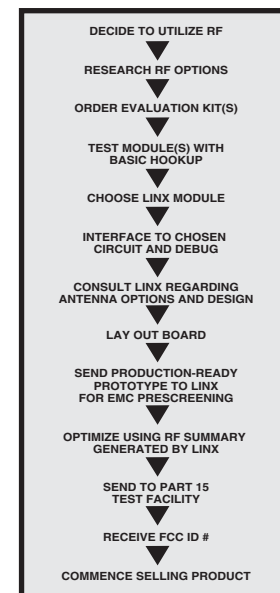 DECIDE TO UTILIZE RF
RESEARCH RF OPTIONS
ORDER EVALUATION KIT(S)
TEST MODULE(S) WITH
BASIC HOOKUP
CHOOSE LINX MODULE
INTERFACE TO CHOSEN
CIRCUIT AND DEBUG
CONSULT LINX REGARDING
ANTENNA OPTIONS AND DESIGN
LAY OUT BOARD
SEND PRODUCTION-READY
PROTOTYPE TO LINX
FOR EMC PRESCREENING
OPTIMIZE USING RF SUMMARY
GENERATED BY LINX
SEND TO PART 15
TEST FACILITY
RECEIVE FCC ID #
COMMENCE SELLING PRODUCT